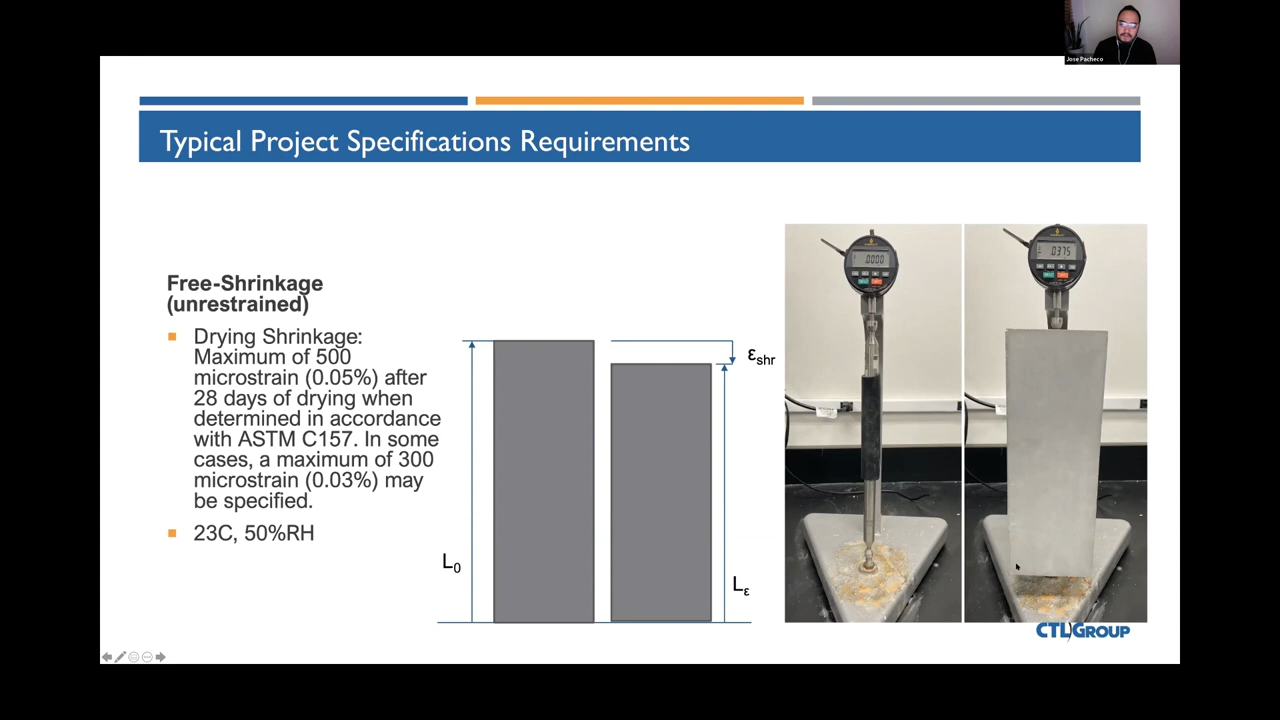 Jose Pacheco
Typical Project Specifications Requirements
Free-Shrinkage
(unrestrained)
Drying Shrinkage:
Maximum of 500
microstrain (0.05%) after
28 days of drying when
determined in accordance
with ASTM C157. In some
cases, a maximum of 300
microstrain (0.03%) may
be specified.
23C, 50%RH
L0
εshr
Lε
.0000
.0375
CTLGROUP